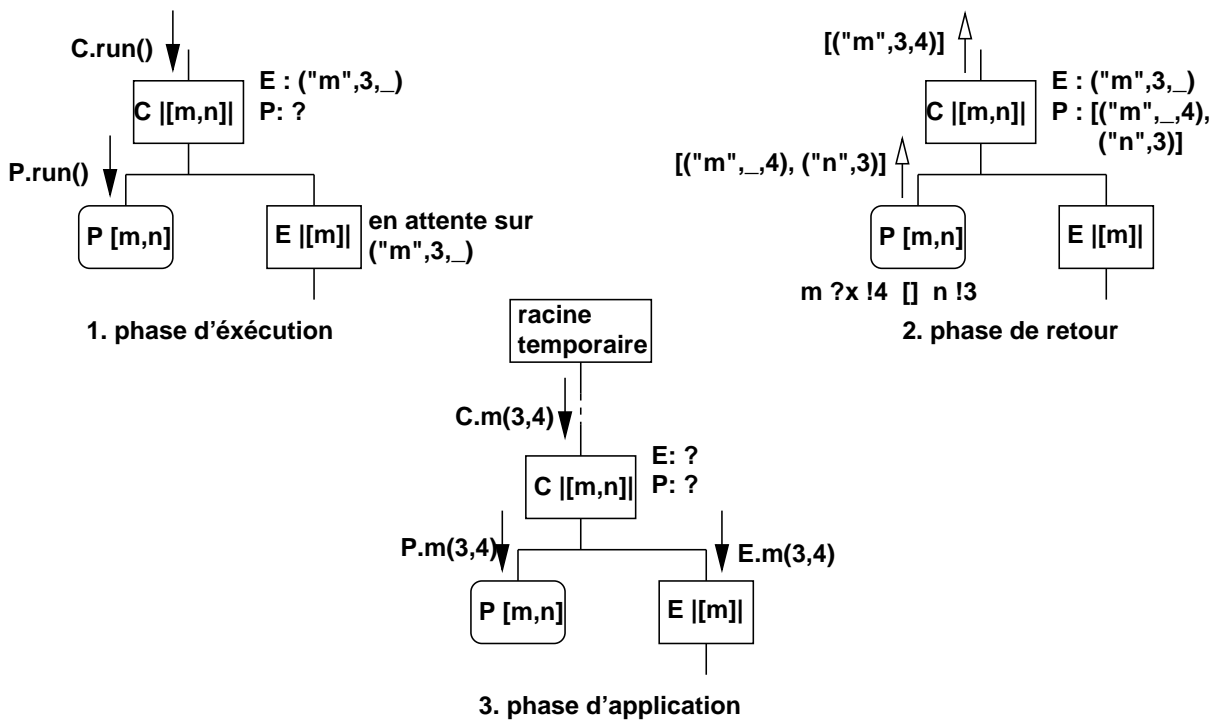 C.run()
E : ("m",3,_)
C |[m,n]|
P: ?
P.run()
P [m,n]
E |[m]|
en attente sur
("m",3,_)
1. phase d'éxécution
[("m",3,4)]
E : ("m",3,_)
C |[m,n]|
P : [("m",_,4),
("n",3)]
[("m",_,4), ("n",3)]
P [m,n]
E |[m]|
m ?x !4 [] n !3
2. phase de retour
racine
temporaire
C.m(3,4)
E: ?
C |[m,n]|
P: ?
P.m(3,4)
E.m(3,4)
P [m,n]
E |[m]|
3. phase d'application